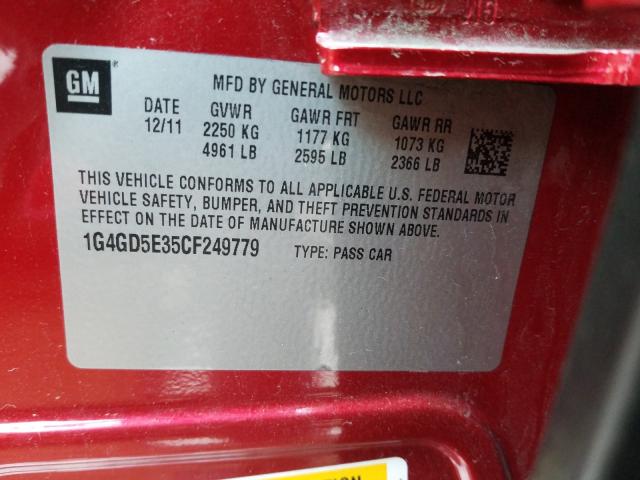 GM
MFD BY GENERAL MOTORS LLC
DATE GVWR GAWR FRT GAWR RR
12/11 2250 KG 1177 KG 1073 KG
4961 LB 2595 LB 2366 LB
THIS VEHICLE CONFORMS TO ALL APPLICABLE U.S. FEDERAL MOTOR
VEHICLE SAFETY, BUMPER, AND THEFT PREVENTION STANDARDS IN
EFFECT ON THE DATE OF MANUFACTURE SHOWN ABOVE.
1G4GD5E35CF249779 TYPE: PASS CAR